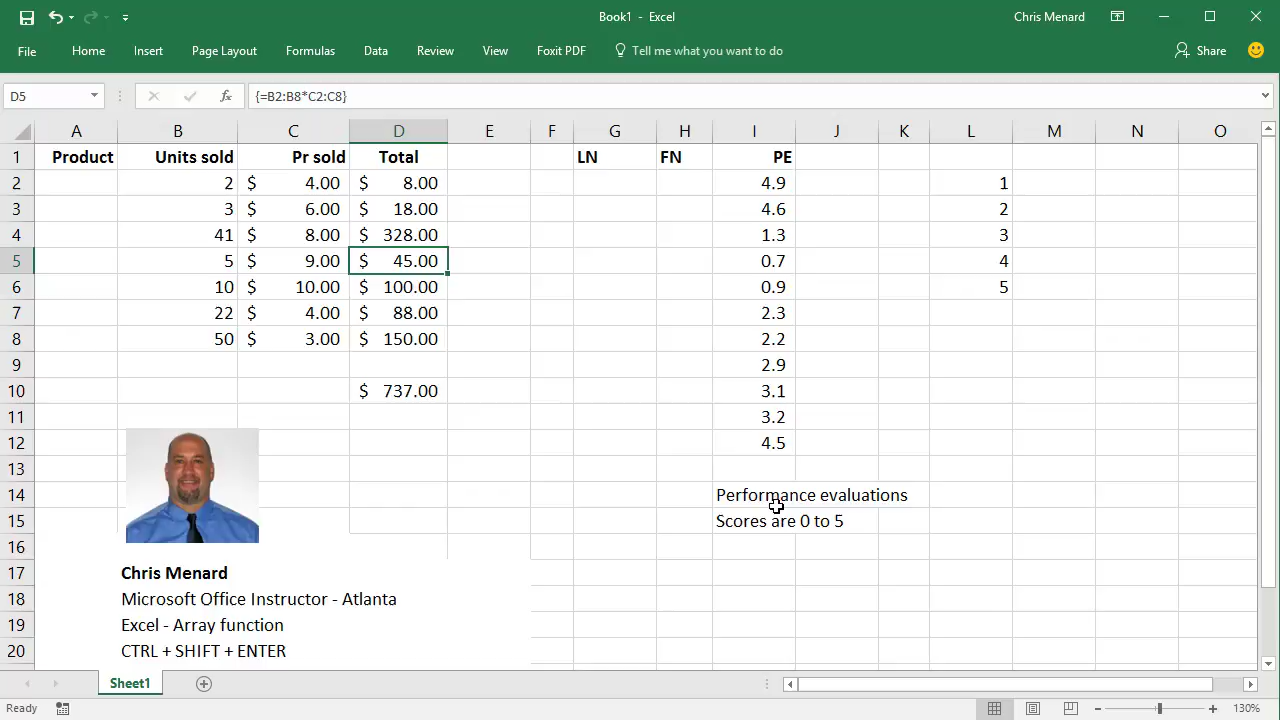 Book1 - Excel
Chris Menard
File Home Insert Page Layout Formulas Data Review View Foxit PDF Tell me what you want to do Share
D5 fx {=B2:B8*C2:C8}
A B C D E F G H I J K L M N O
1 Product Units sold Pr sold Total LN FN PE
2 2 $ 4.00 $ 8.00 4.9 1
3 3 $ 6.00 $ 18.00 4.6 2
4 41 $ 8.00 $ 328.00 1.3 3
5 5 $ 9.00 $ 45.00 0.7 4
6 10 $ 10.00 $ 100.00 0.9 5
7 22 $ 4.00 $ 88.00 2.3
8 50 $ 3.00 $ 150.00 2.2
9 2.9
10 $ 737.00 3.1
11 3.2
12 4.5
13
14 Performance evaluations
15 Scores are 0 to 5
16
17 Chris Menard
18 Microsoft Office Instructor - Atlanta
19 Excel - Array function
20 CTRL + SHIFT + ENTER
Sheet1
Ready 130%